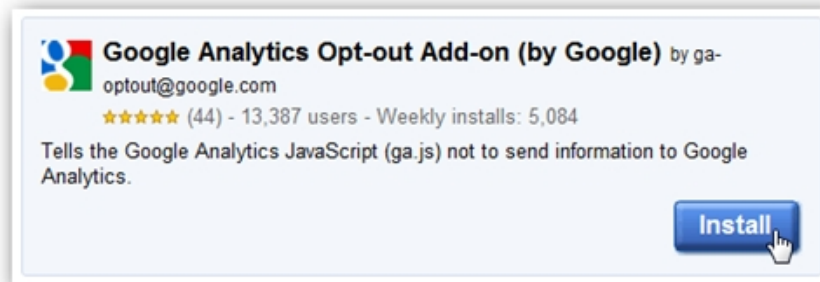 Google Analytics Opt-out Add-on (by Google) by ga-
optout@google.com
(44) - 13,387 users - Weekly installs: 5,084
Tells the Google Analytics JavaScript (ga.js) not to send information to Google
Analytics.
Install